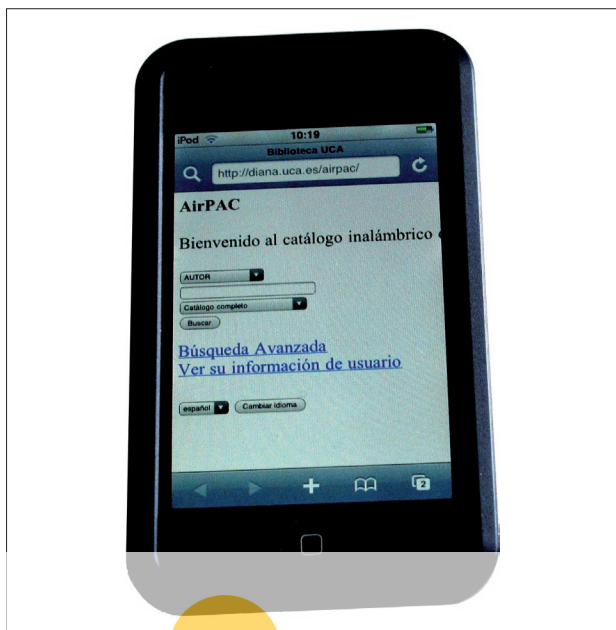 iPod 10:19
Biblioteca UCA
http://diana.uca.es/airpac/
AirPAC
Bienvenido al catálogo inalámbrico
AUTOR
Catálogo completo
Buscar
Búsqueda Avanzada
Ver su información de usuario
español Cambiar idioma
2